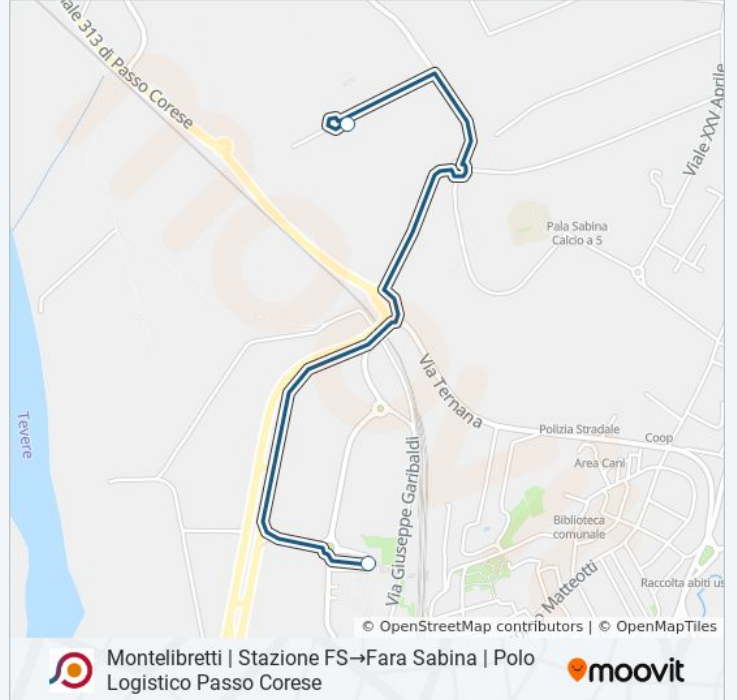 iale 313 di Passo Corese
Viale XXV Aprile
Pala Sabina
Calcio a 5
Via Ternana
Tevere
Polizia Stradale
Coop
Area Cani
Via Giuseppe Garibaldi
Biblioteca
comunale
Matteotti
Raccolta abiti us
© OpenStreetMap contributors | © OpenMapTiles
Montelibretti | Stazione FS→Fara Sabina | Polo
Logistico Passo Corese
moovit